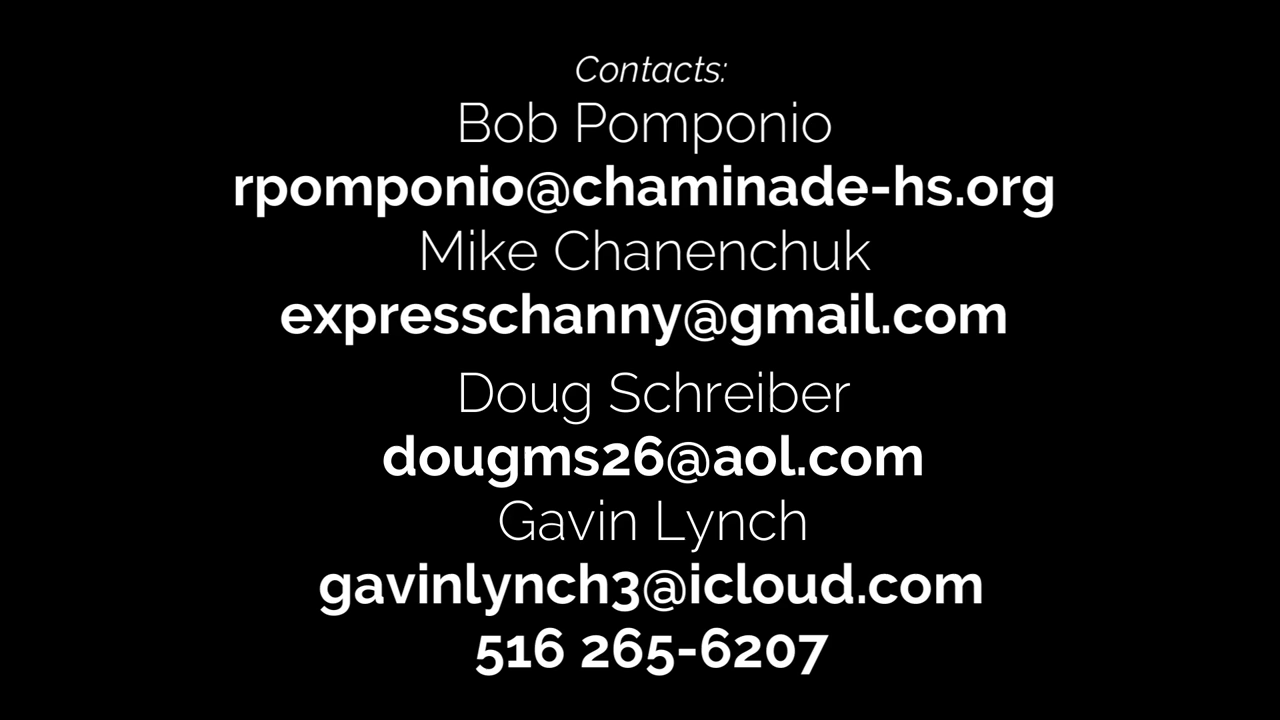 Contacts:
Bob Pomponio
rpomponio@chaminade-hs.org
Mike Chanenchuk
expresschanny@gmail.com
Doug Schreiber
dougms26@aol.com
Gavin Lynch
gavinlynch3@icloud.com
516 265-6207